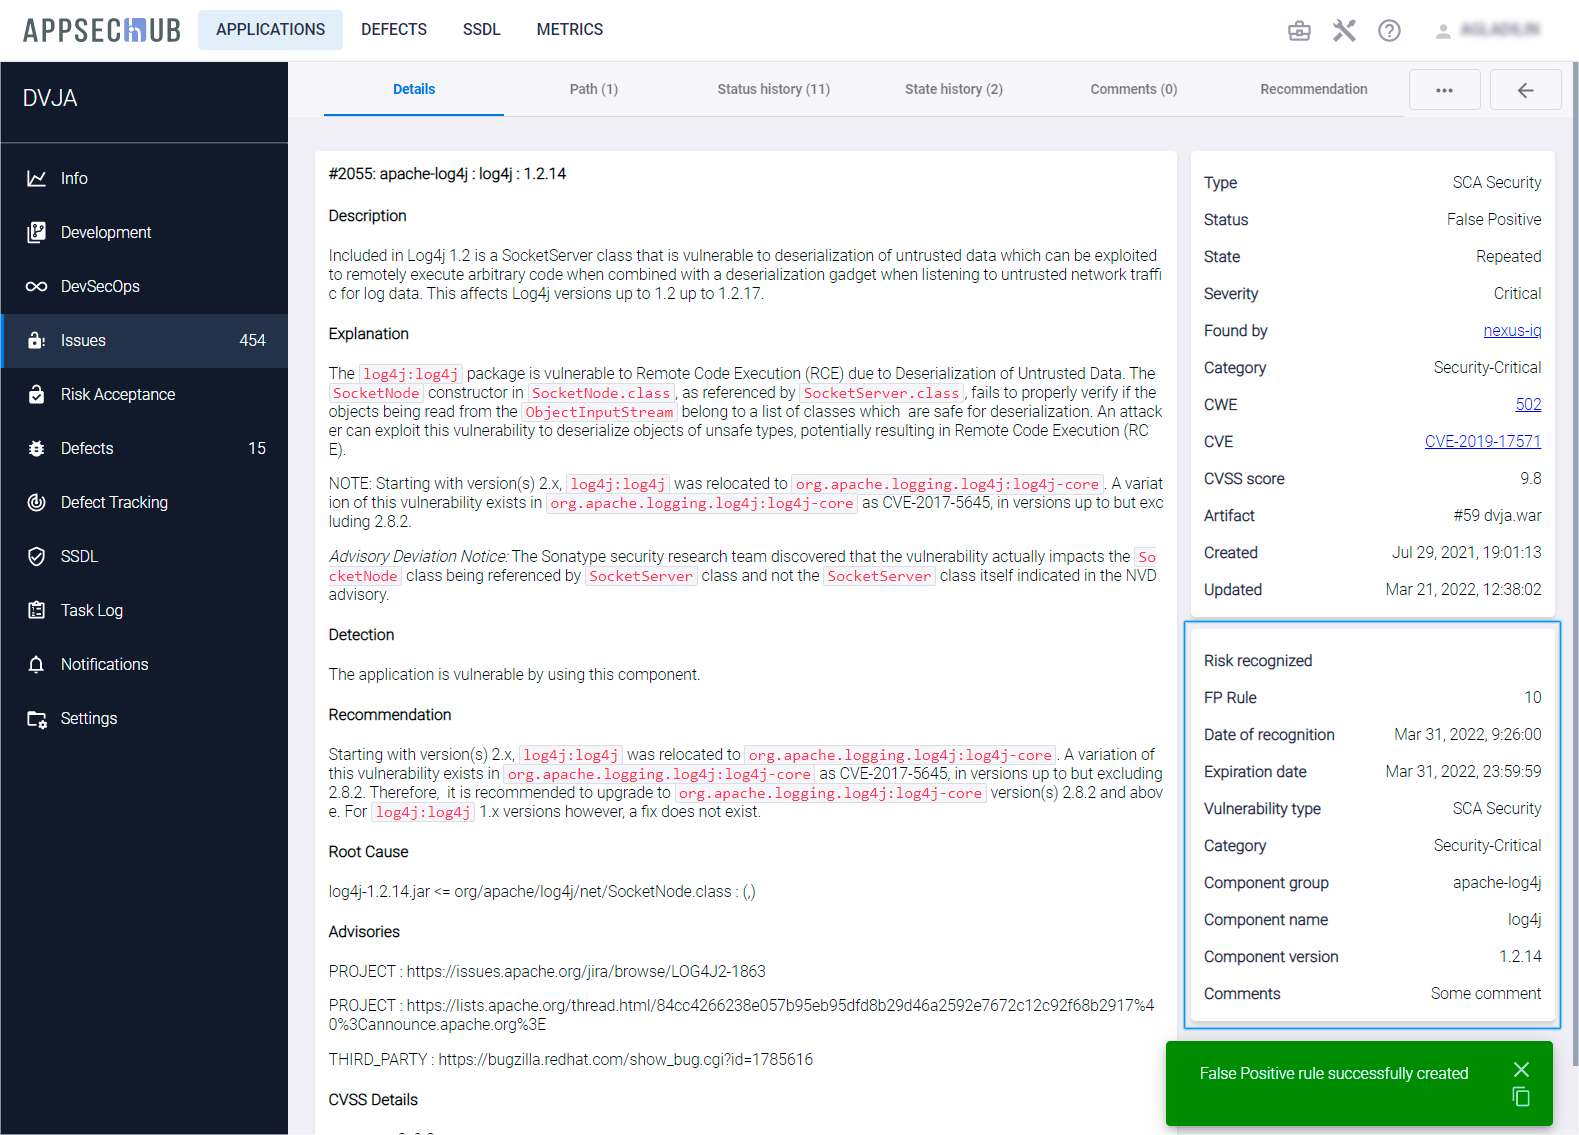 APPSECHUB
APPLICATIONS
DEFECTS
SSDL
METRICS
DVJA
Info
Development
DevSecOps
Issues 454
Risk Acceptance
Defects 15
Defect Tracking
SSDL
Task Log
Notifications
Settings
Details
Path (1)
Status history (11)
State history (2)
Comments (0)
Recommendation
#2055: apache-log4j : log4j : 1.2.14
Description
Included in Log4j 1.2 is a SocketServer class that is vulnerable to deserialization of untrusted data which can be exploited
to remotely execute arbitrary code when combined with a deserialization gadget when listening to untrusted network traffi
c for log data. This affects Log4j versions up to 1.2 up to 1.2.17.
Explanation
The log4j:log4j package is vulnerable to Remote Code Execution (RCE) due to Deserialization of Untrusted Data. The
SocketNode constructor in SocketNode.class, as referenced by SocketServer.class, fails to properly verify if the
objects being read from the ObjectInputStream belong to a list of classes which are safe for deserialization. An attack
er can exploit this vulnerability to deserialize objects of unsafe types, potentially resulting in Remote Code Execution (RC
E).
NOTE: Starting with version(s) 2.x, log4j:log4j was relocated to org.apache.logging.log4j:log4j-core. A variat
ion of this vulnerability exists in org.apache.logging.log4j:log4j-core as CVE-2017-5645, in versions up to but exc
luding 2.8.2.
Advisory Deviation Notice: The Sonatype security research team discovered that the vulnerability actually impacts the So
cketNode class being referenced by SocketServer class and not the SocketServer class itself indicated in the NVD
advisory.
Detection
The application is vulnerable by using this component.
Recommendation
Starting with version(s) 2.x, log4j:log4j was relocated to org.apache.logging.log4j:log4j-core. A variation of
this vulnerability exists in org.apache.logging.log4j:log4j-core as CVE-2017-5645, in versions up to but excluding
2.8.2. Therefore, it is recommended to upgrade to org.apache.logging.log4j:log4j-core version(s) 2.8.2 and abov
e. For log4j:log4j 1.x versions however, a fix does not exist.
Root Cause
log4j-1.2.14.jar <= org/apache/log4j/net/SocketNode.class : (,)
Advisories
PROJECT : https://issues.apache.org/jira/browse/LOG4J2-1863
PROJECT : https://lists.apache.org/thread.html/84cc4266238e057b95eb95dfd8b29d46a2592e7672c12c92f68b2917%4
0%3Cannounce.apache.org%3E
THIRD_PARTY : https://bugzilla.redhat.com/show_bug.cgi?id=1785616
CVSS Details
Type SCA Security
Status False Positive
State Repeated
Severity Critical
Found by nexus-iq
Category Security-Critical
CWE 502
CVE CVE-2019-17571
CVSS score 9.8
Artifact #59 dvja.war
Created Jul 29, 2021, 19:01:13
Updated Mar 21, 2022, 12:38:02
Risk recognized
FP Rule 10
Date of recognition Mar 31, 2022, 9:26:00
Expiration date Mar 31, 2022, 23:59:59
Vulnerability type SCA Security
Category Security-Critical
Component group apache-log4j
Component name log4j
Component version 1.2.14
Comments Some comment
False Positive rule successfully created